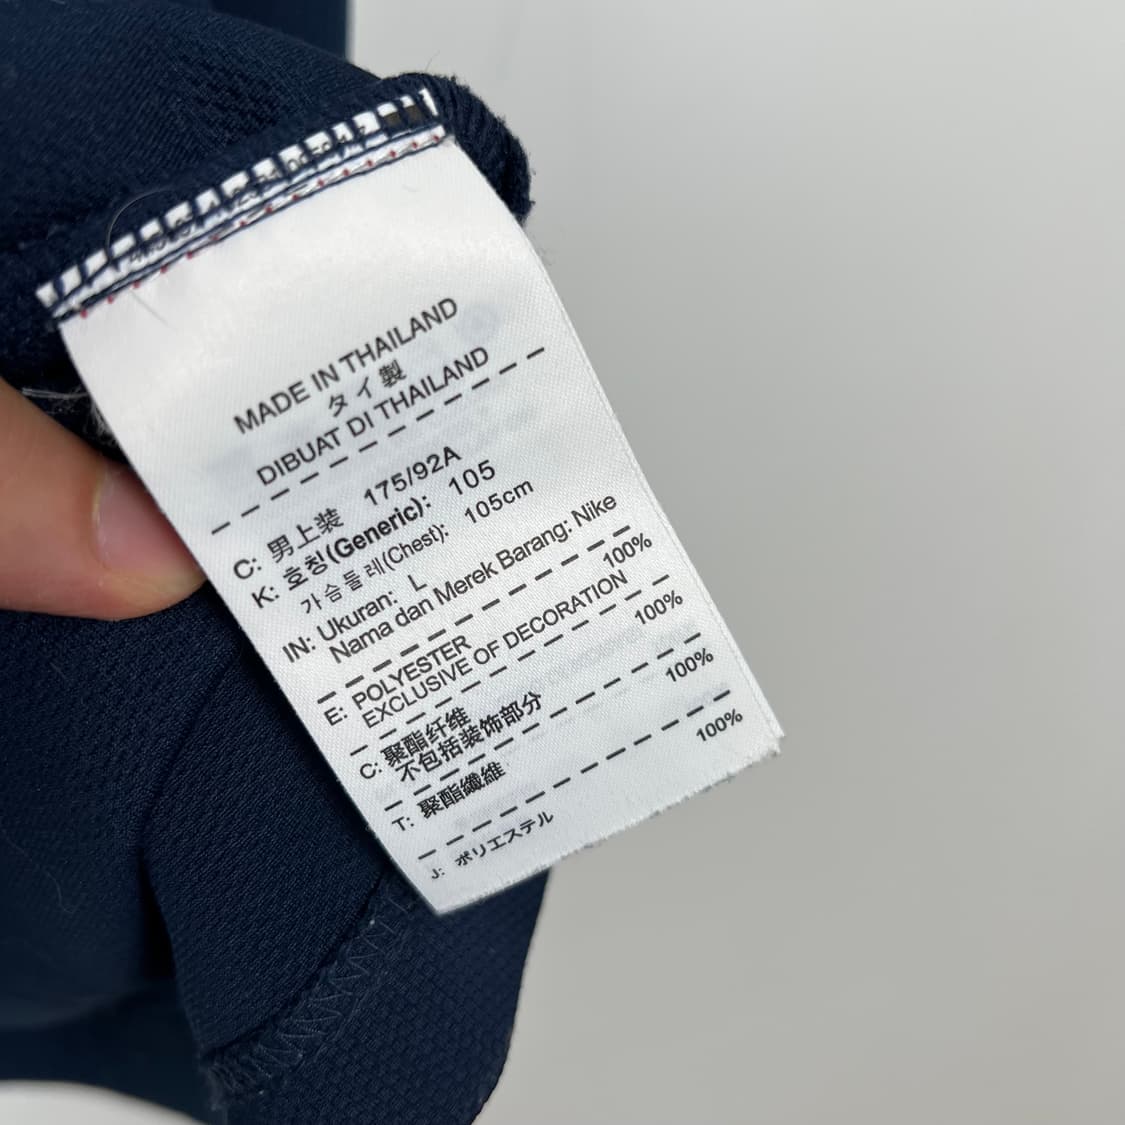 MADE IN THAILAND
タイ製
DIBUAT DI THAILAND
C: 男上装 175/92A
K: 호칭(Generic): 105
가슴둘레(Chest): 105cm
IN: Ukuran: L
Nama dan Merek Barang: Nike
E: POLYESTER 100%
EXCLUSIVE OF DECORATION
C: 聚酯纤维 100%
不包括装饰部分
T: 聚酯纖維 100%
J: ポリエステル 100%